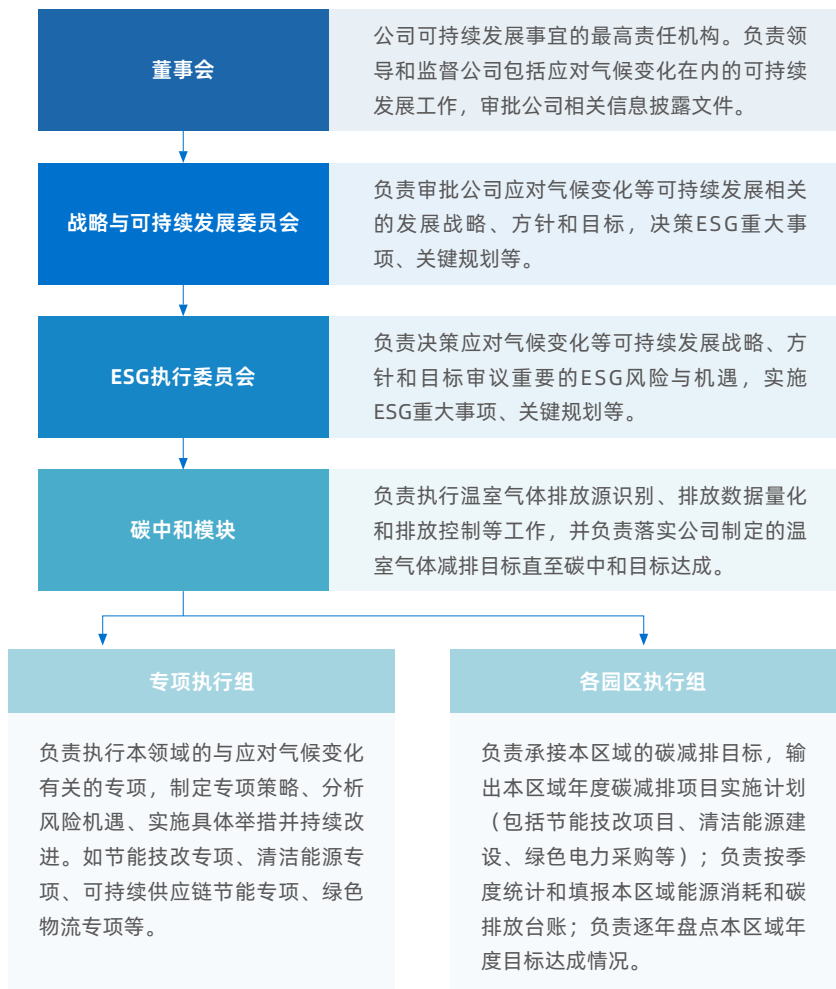 董事会
公司可持续发展事宜的最高责任机构。负责领
导和监督公司包括应对气候变化在内的可持续
发展工作，审批公司相关信息披露文件。
战略与可持续发展委员会
负责审批公司应对气候变化等可持续发展相关
的发展战略、方针和目标，决策ESG重大事
项、关键规划等。
ESG执行委员会
负责决策应对气候变化等可持续发展战略、方
针和目标审议重要的ESG风险与机遇，实施
ESG重大事项、关键规划等。
碳中和模块
负责执行温室气体排放源识别、排放数据量化
和排放控制等工作，并负责落实公司制定的温
室气体减排目标直至碳中和目标达成。
专项执行组
负责执行本领域的与应对气候变化
有关的专项，制定专项策略、分析
风险机遇、实施具体举措并持续改
进。如节能技改专项、清洁能源专
项、可持续供应链节能专项、绿色
物流专项等。
各园区执行组
负责承接本区域的碳减排目标，输
出本区域年度碳减排项目实施计划
（包括节能技改项目、清洁能源建
设、绿色电力采购等）；负责按季
度统计和填报本区域能源消耗和碳
排放台账；负责逐年盘点本区域年
度目标达成情况。